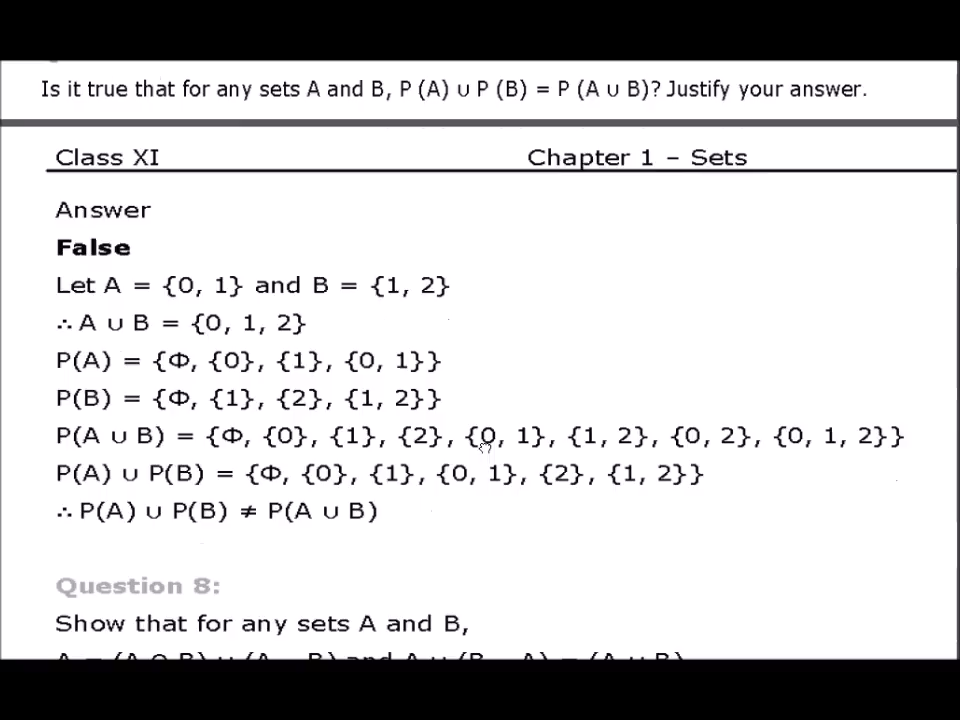 Is it true that for any sets A and B, P (A) ∪ P (B) = P (A ∪ B)? Justify your answer.
Class XI Chapter 1 – Sets
Answer
False
Let A = {0, 1} and B = {1, 2}
∴ A ∪ B = {0, 1, 2}
P(A) = {Φ, {0}, {1}, {0, 1}}
P(B) = {Φ, {1}, {2}, {1, 2}}
P(A ∪ B) = {Φ, {0}, {1}, {2}, {0, 1}, {1, 2}, {0, 2}, {0, 1, 2}}
P(A) ∪ P(B) = {Φ, {0}, {1}, {0, 1}, {2}, {1, 2}}
∴ P(A) ∪ P(B) ≠ P(A ∪ B)
Question 8:
Show that for any sets A and B,
A = (A ∩ B) ∪ (A – B) and A ∪ (B – A) = (A ∪ B)